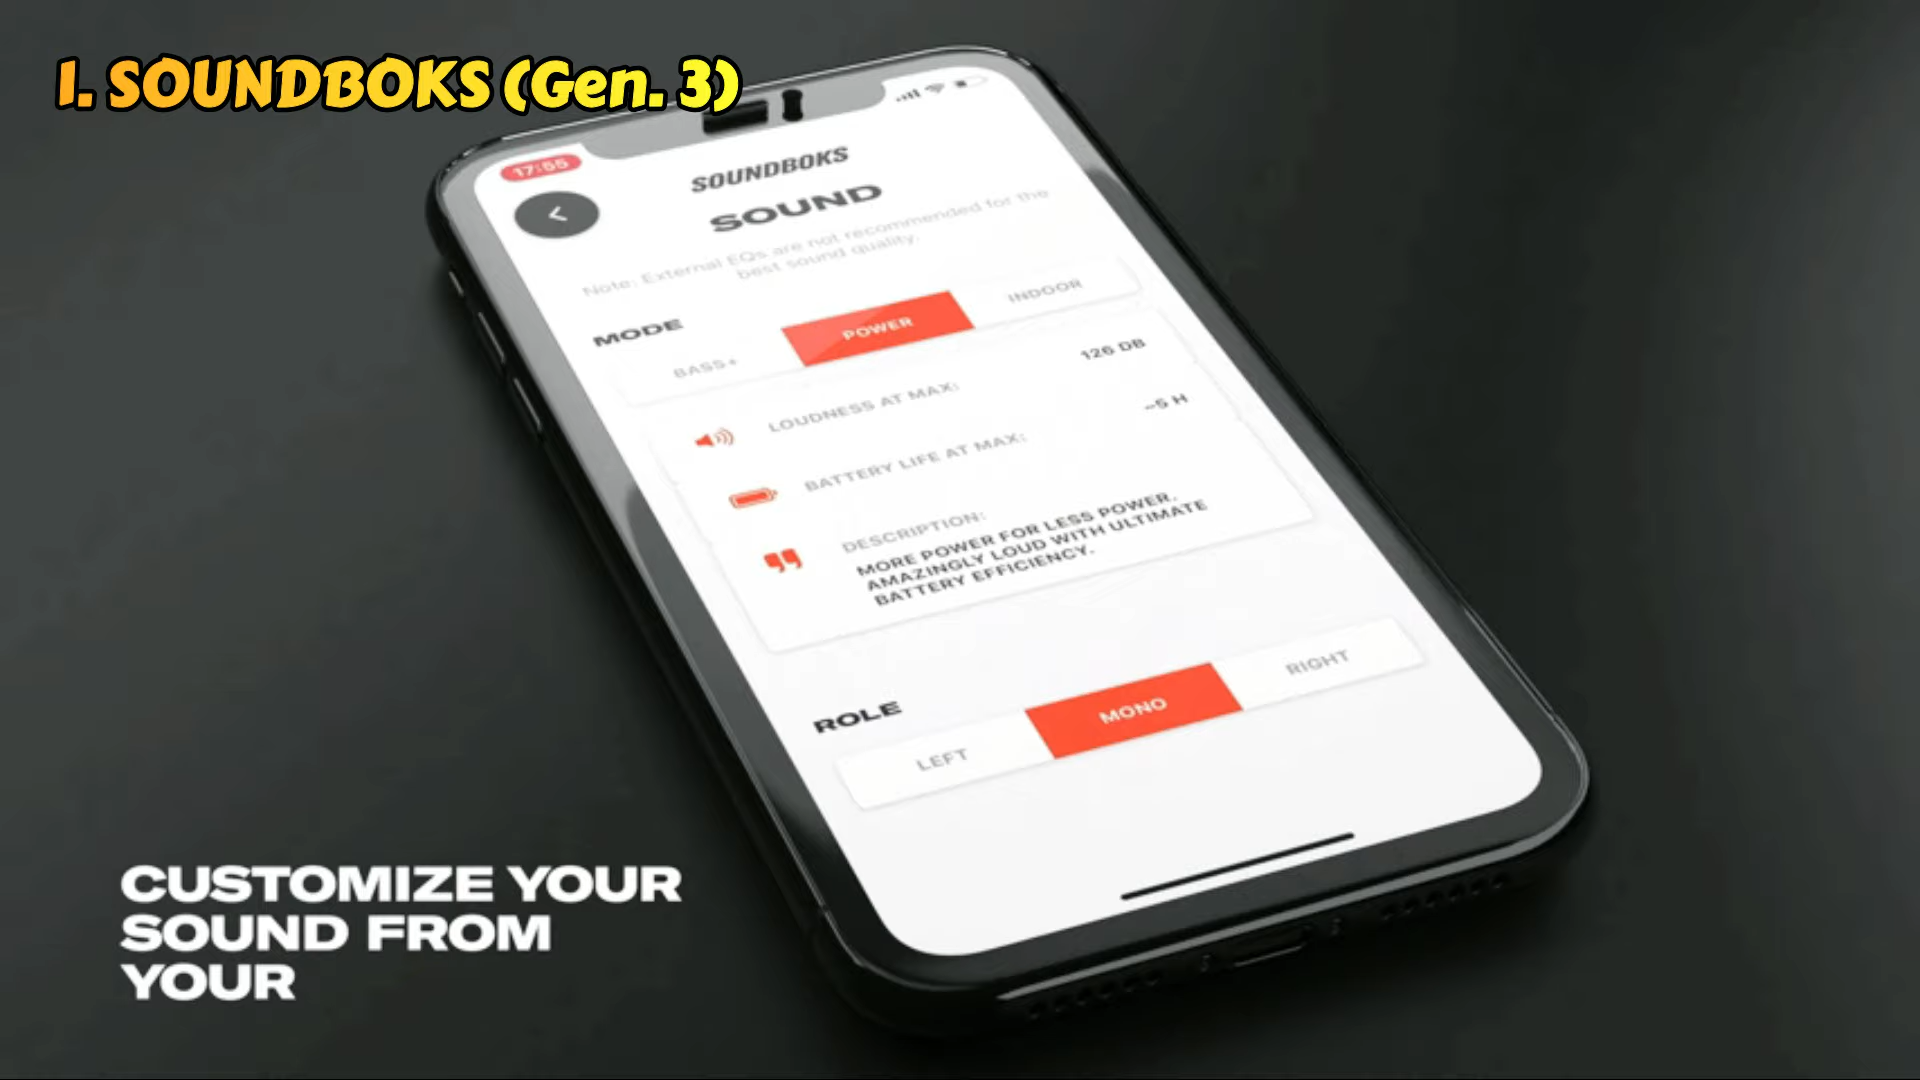 1. SOUNDBOKS (Gen. 3)
17:55
SOUNDBOKS
SOUND
Note: External EQs are not recommended for the
best sound quality.
MODE
BASS+
POWER
INDOOR
LOUDNESS AT MAX:
126 DB
BATTERY LIFE AT MAX:
~5 H
DESCRIPTION:
MORE POWER FOR LESS POWER.
AMAZINGLY LOUD WITH ULTIMATE
BATTERY EFFICIENCY.
ROLE
LEFT
MONO
RIGHT
CUSTOMIZE YOUR
SOUND FROM
YOUR